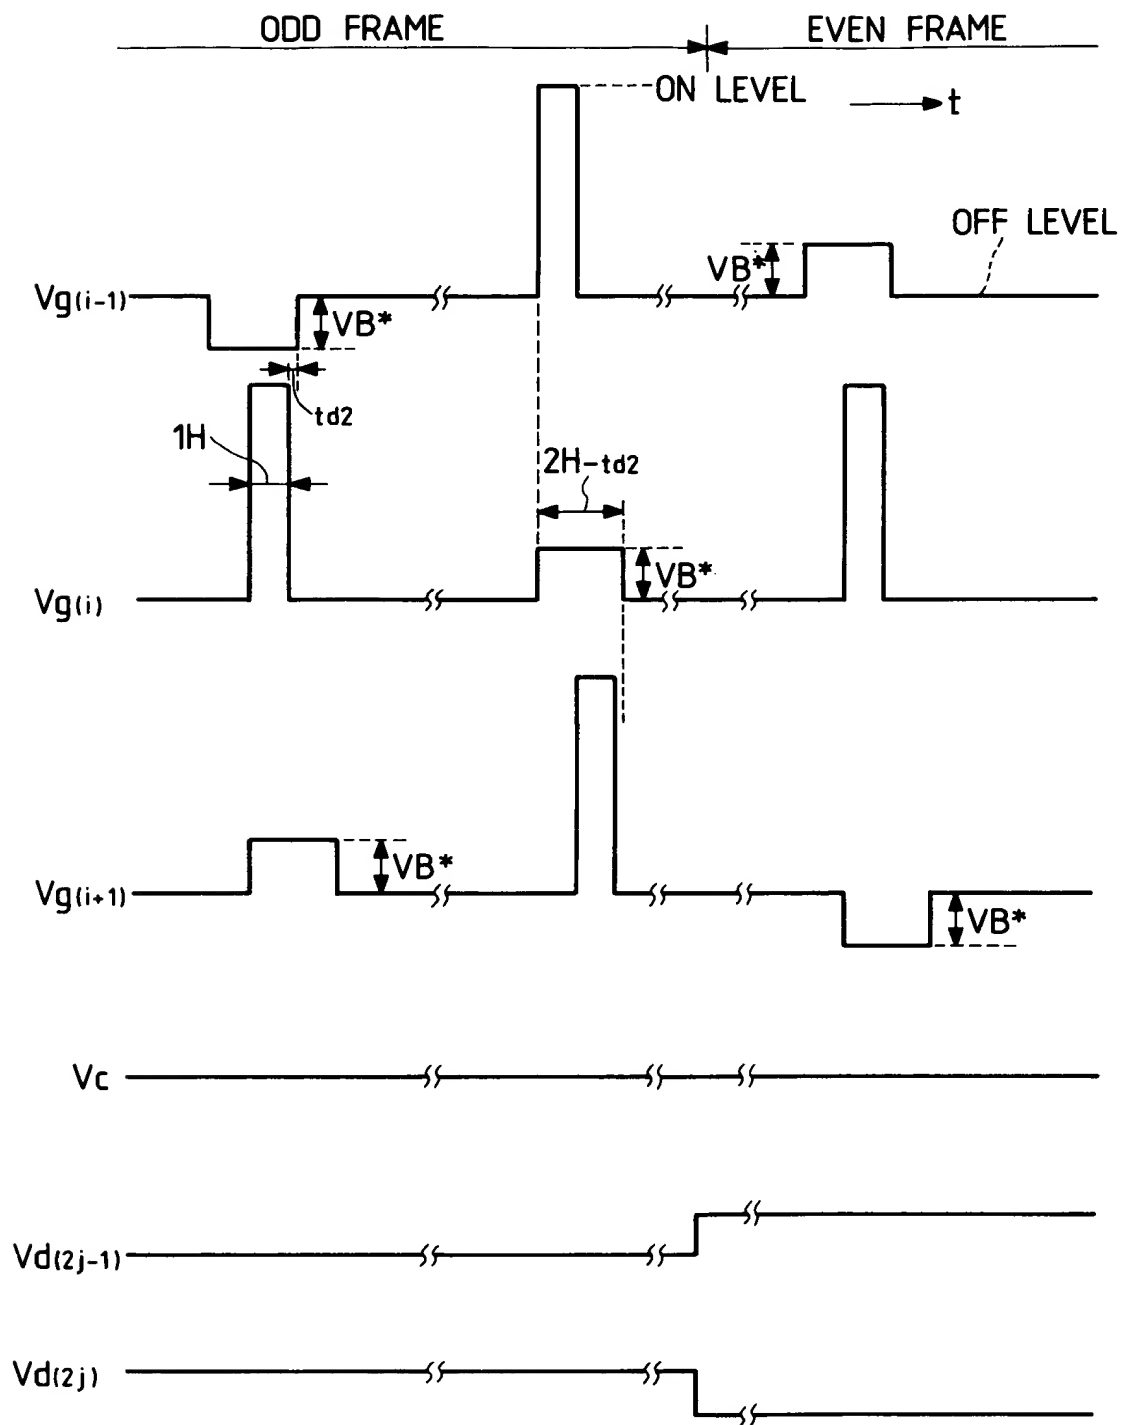 ODD FRAME
EVEN FRAME
ON LEVEL
t
OFF LEVEL
VB*
Vg(i-1)
VB*
td2
1H
2H-td2
VB*
Vg(i)
VB*
Vg(i+1)
VB*
Vc
Vd(2j-1)
Vd(2j)